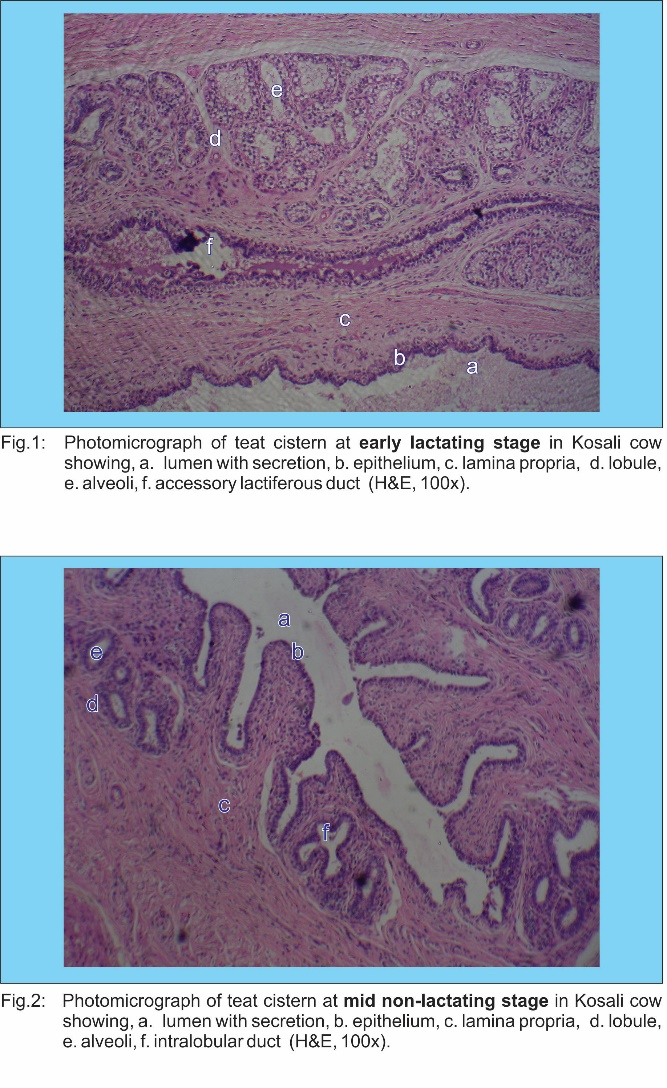 e
d
f
c
b
a
Fig.1: Photomicrograph of teat cistern at early lactating stage in Kosali cow
showing, a. lumen with secretion, b. epithelium, c. lamina propria, d. lobule,
e. alveoli, f. accessory lactiferous duct (H&E, 100x).
a
b
e
d
c
f
Fig.2: Photomicrograph of teat cistern at mid non-lactating stage in Kosali cow
showing, a. lumen with secretion, b. epithelium, c. lamina propria, d. lobule,
e. alveoli, f. intralobular duct (H&E, 100x).